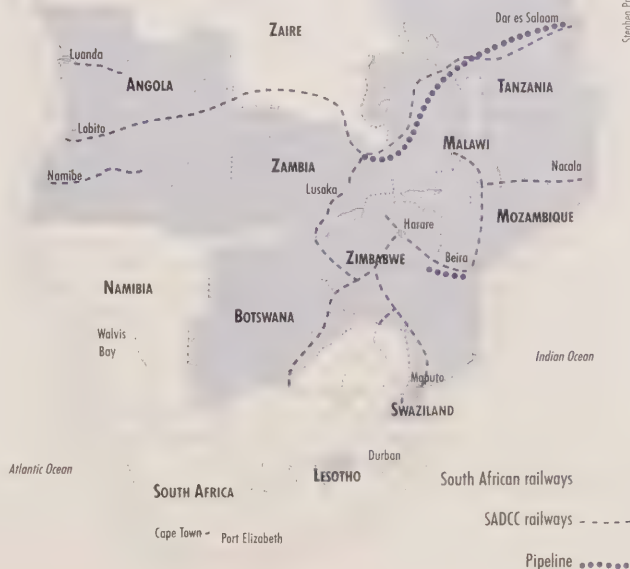 Dar es Salaam
Stephen Pr
ZAIRE
Luanda
ANGOLA
TANZANIA
Lobito
MALAWI
ZAMBIA
Nacala
Namibe
Lusaka
MOZAMBIQUE
Harare
ZIMBABWE
Beira
NAMIBIA
BOTSWANA
Walvis
Bay
Indian Ocean
Maputo
SWAZILAND
Durban
Atlantic Ocean
LESOTHO
South African railways
SOUTH AFRICA
SADCC railways
Cape Town
Port Elizabeth
Pipeline